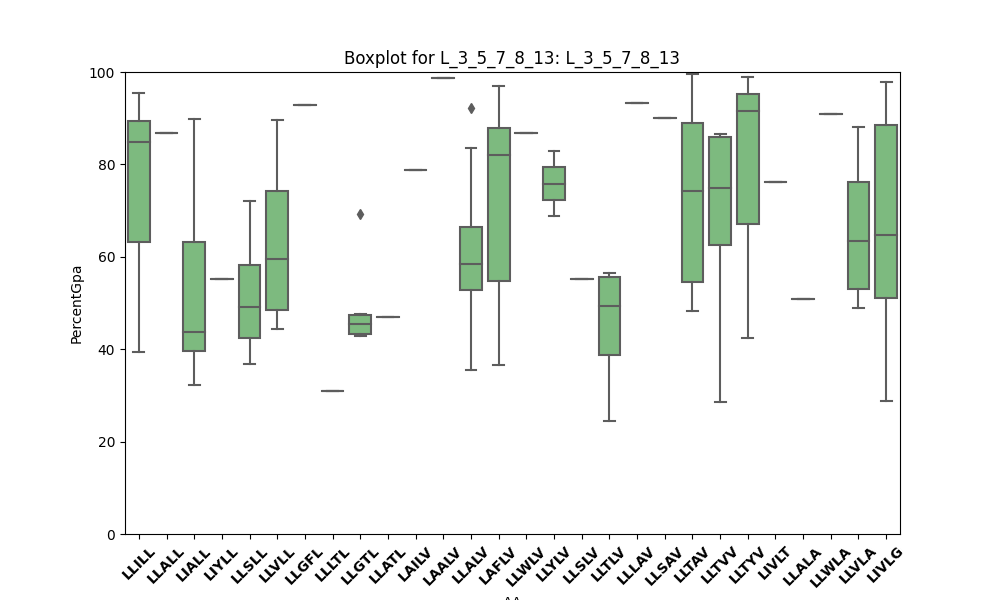 Boxplot for L_3_5_7_8_13: L_3_5_7_8_13
100
80
60
40
20
0
PercentGpa
LLILL LLALL LIALL LIYLL LLSLL LLVLL LLGFL LLLTL LLGTL LLATL LAILV LAALV LLALV LAFLV LLWLV LLYLV LLSLV LLTLV LLLAV LLSAV LLTAV LLTVV LLTYV LIVLT LLALA LLWLA LLVLA LIVLG